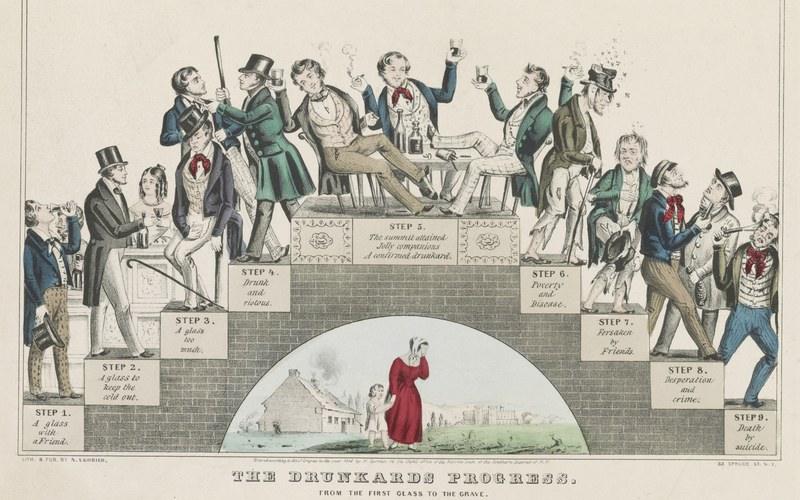 STEP 1.
A glass
with
a Friend.
STEP 2.
A glass to
keep the
cold out.
STEP 3.
A glass
too
much.
STEP 4.
Drunk
and
riotous.
STEP 5.
The summit attained
Jolly companions
A confirmed drunkard.
STEP 6.
Poverty
and
Disease.
STEP 7.
Forsaken
by
Friends.
STEP 8.
Desperation
and
crime.
STEP 9.
Death
by
suicide.
LITH. & PUB. BY N. CURRIER,
33 SPRUCE ST. N.Y.
THE DRUNKARDS PROGRESS.
FROM THE FIRST GLASS TO THE GRAVE.